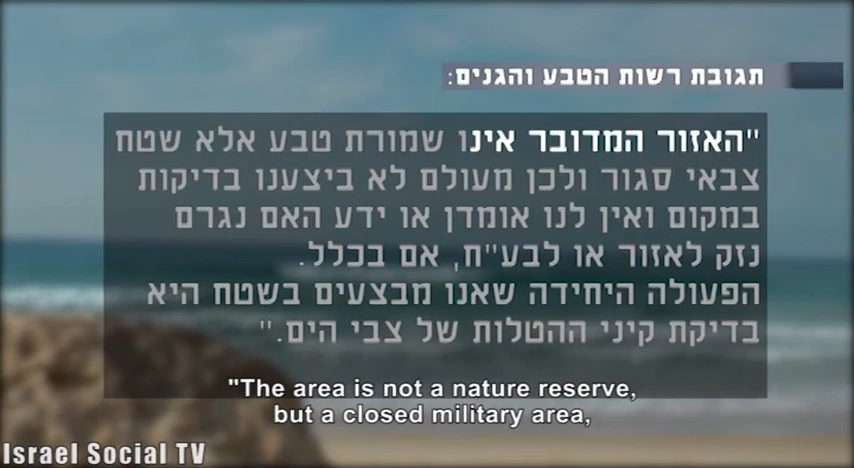 תגובת רשות הטבע והגנים:
"האזור המדובר אינו שמורת טבע אלא שטח
צבאי סגור ולכן מעולם לא ביצענו בדיקות
במקום ואין לנו אומדן או ידע האם נגרם
נזק לאזור או לבע"ח, אם בכלל.
הפעולה היחידה שאנו מבצעים בשטח היא
בדיקת קיני ההטלות של צבי הים."
"The area is not a nature reserve,
but a closed military area,
Israel Social TV